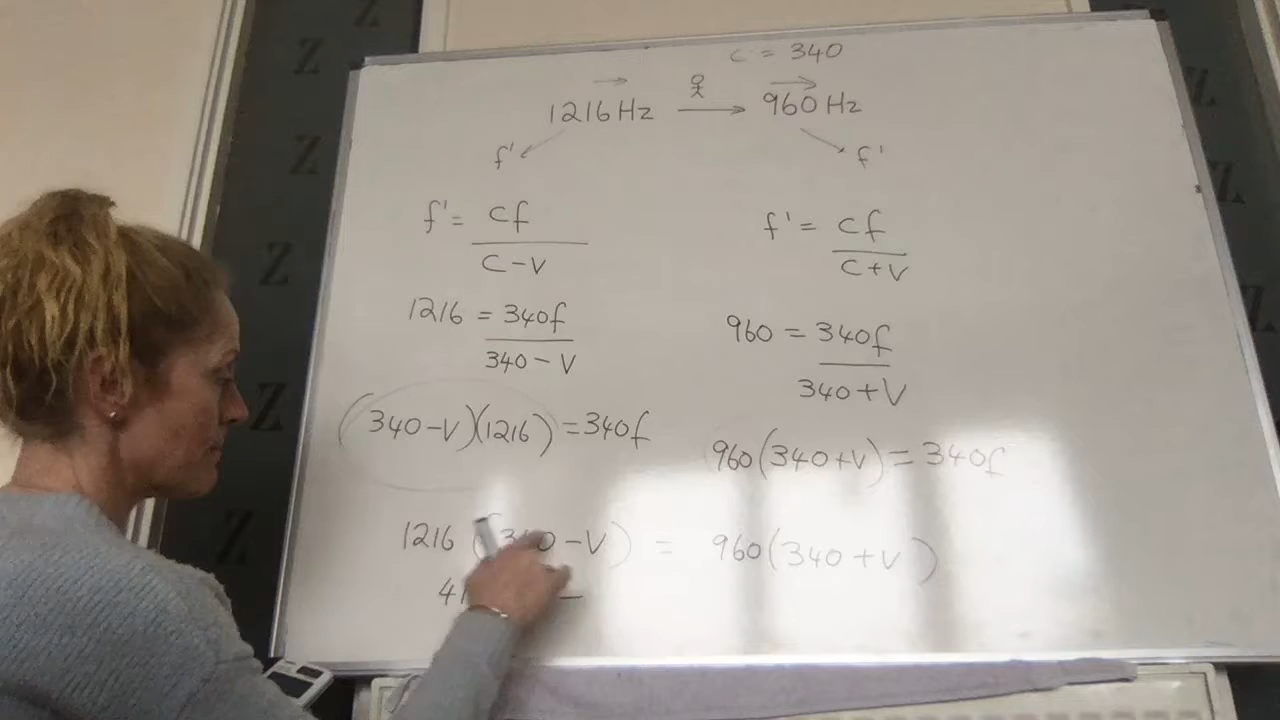 c = 340
1216 Hz → 960 Hz
f' f'
f' = cf / c - v
f' = cf / c + v
1216 = 340f / 340 - v
960 = 340f / 340 + v
(340 - v)(1216) = 340f
960(340 + v) = 340f
1216 (340 - v) = 960(340 + v)
41 -
Z
Z
Z
Z
Z